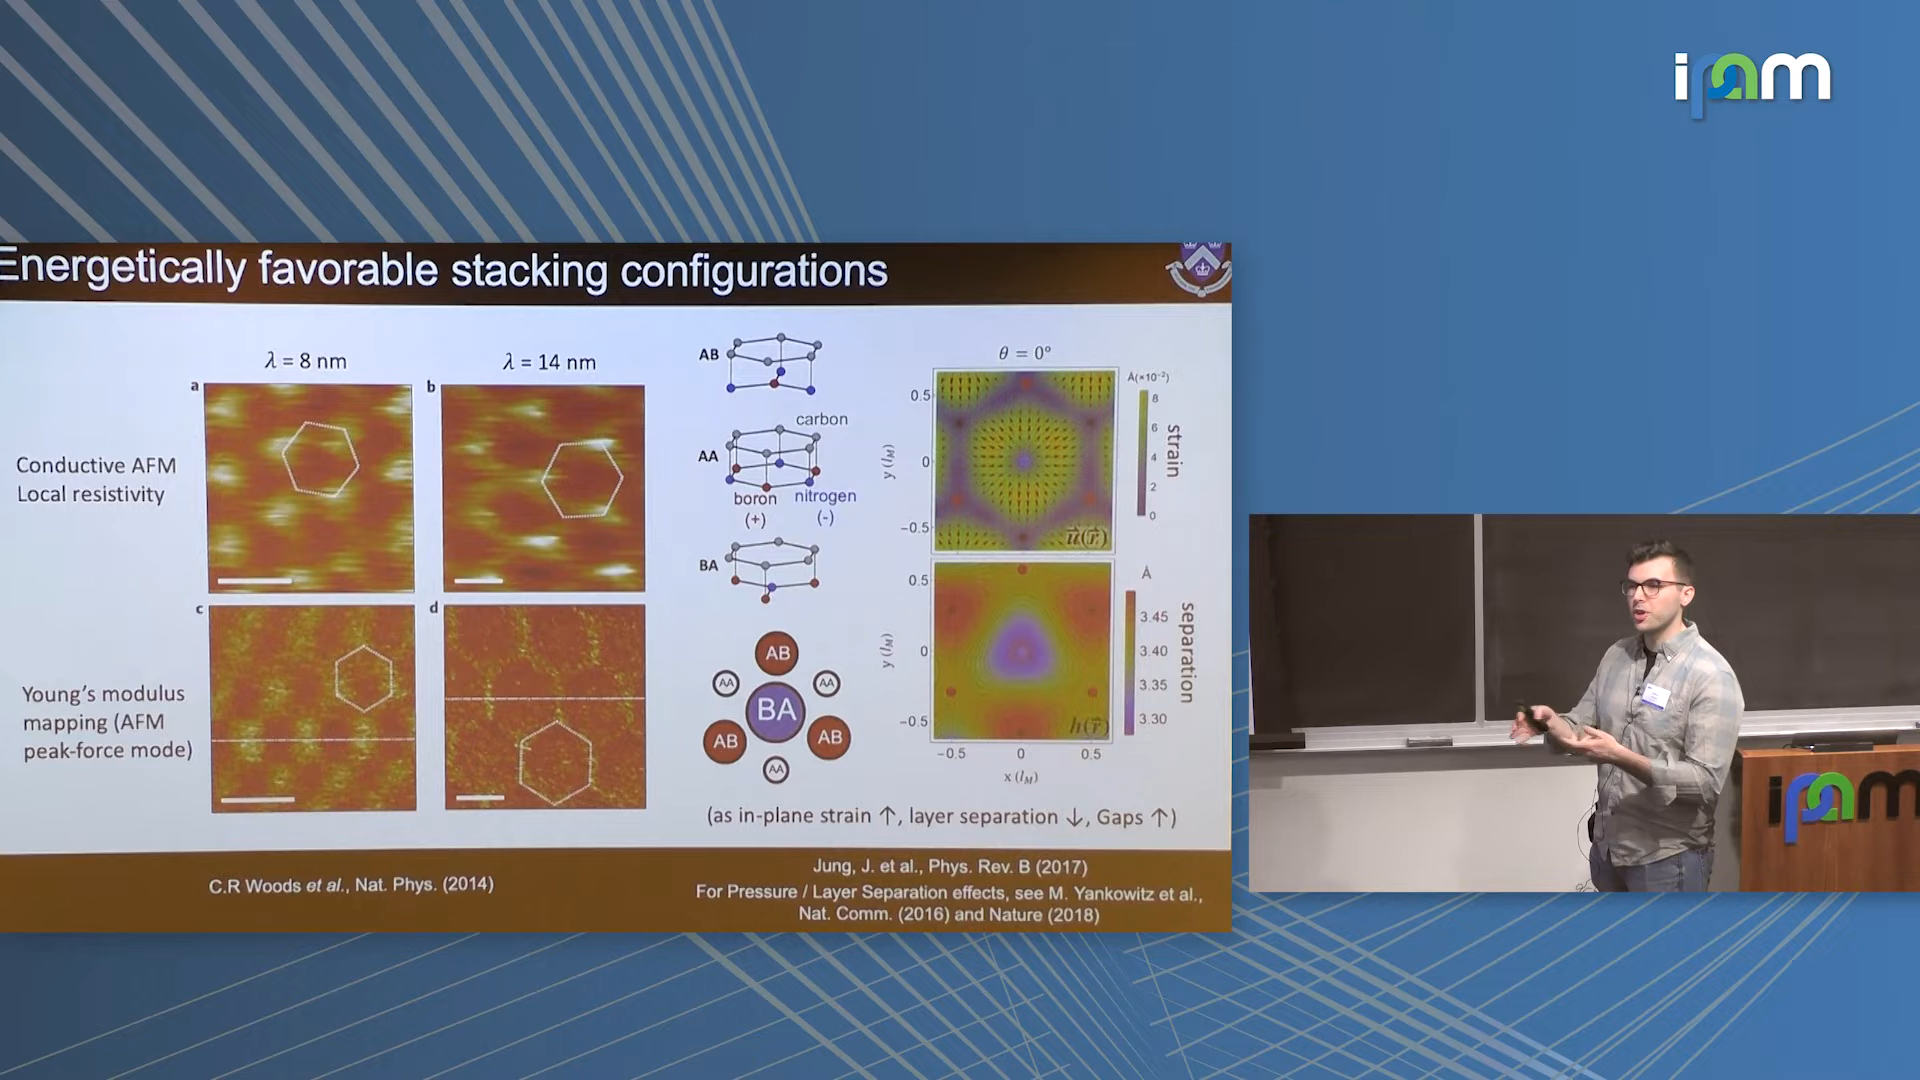 ipam
Energetically favorable stacking configurations
λ = 8 nm
λ = 14 nm
a
b
c
d
Conductive AFM
Local resistivity
Young's modulus
mapping (AFM
peak-force mode)
AB
carbon
AA
boron
(+)
nitrogen
(-)
BA
AB
AA
AA
BA
AB
AB
AA
θ = 0°
Å(×10⁻²)
0.5
0
−0.5
y (l_M)
8
6
4
2
0
strain
u⃗(r⃗)
Å
0.5
0
−0.5
y (l_M)
3.45
3.40
3.35
3.30
separation
h(r⃗)
−0.5
0
0.5
x (l_M)
(as in-plane strain ↑, layer separation ↓, Gaps ↑)
C.R Woods et al., Nat. Phys. (2014)
Jung, J. et al., Phys. Rev. B (2017)
For Pressure / Layer Separation effects, see M. Yankowitz et al.,
Nat. Comm. (2016) and Nature (2018)
ipam